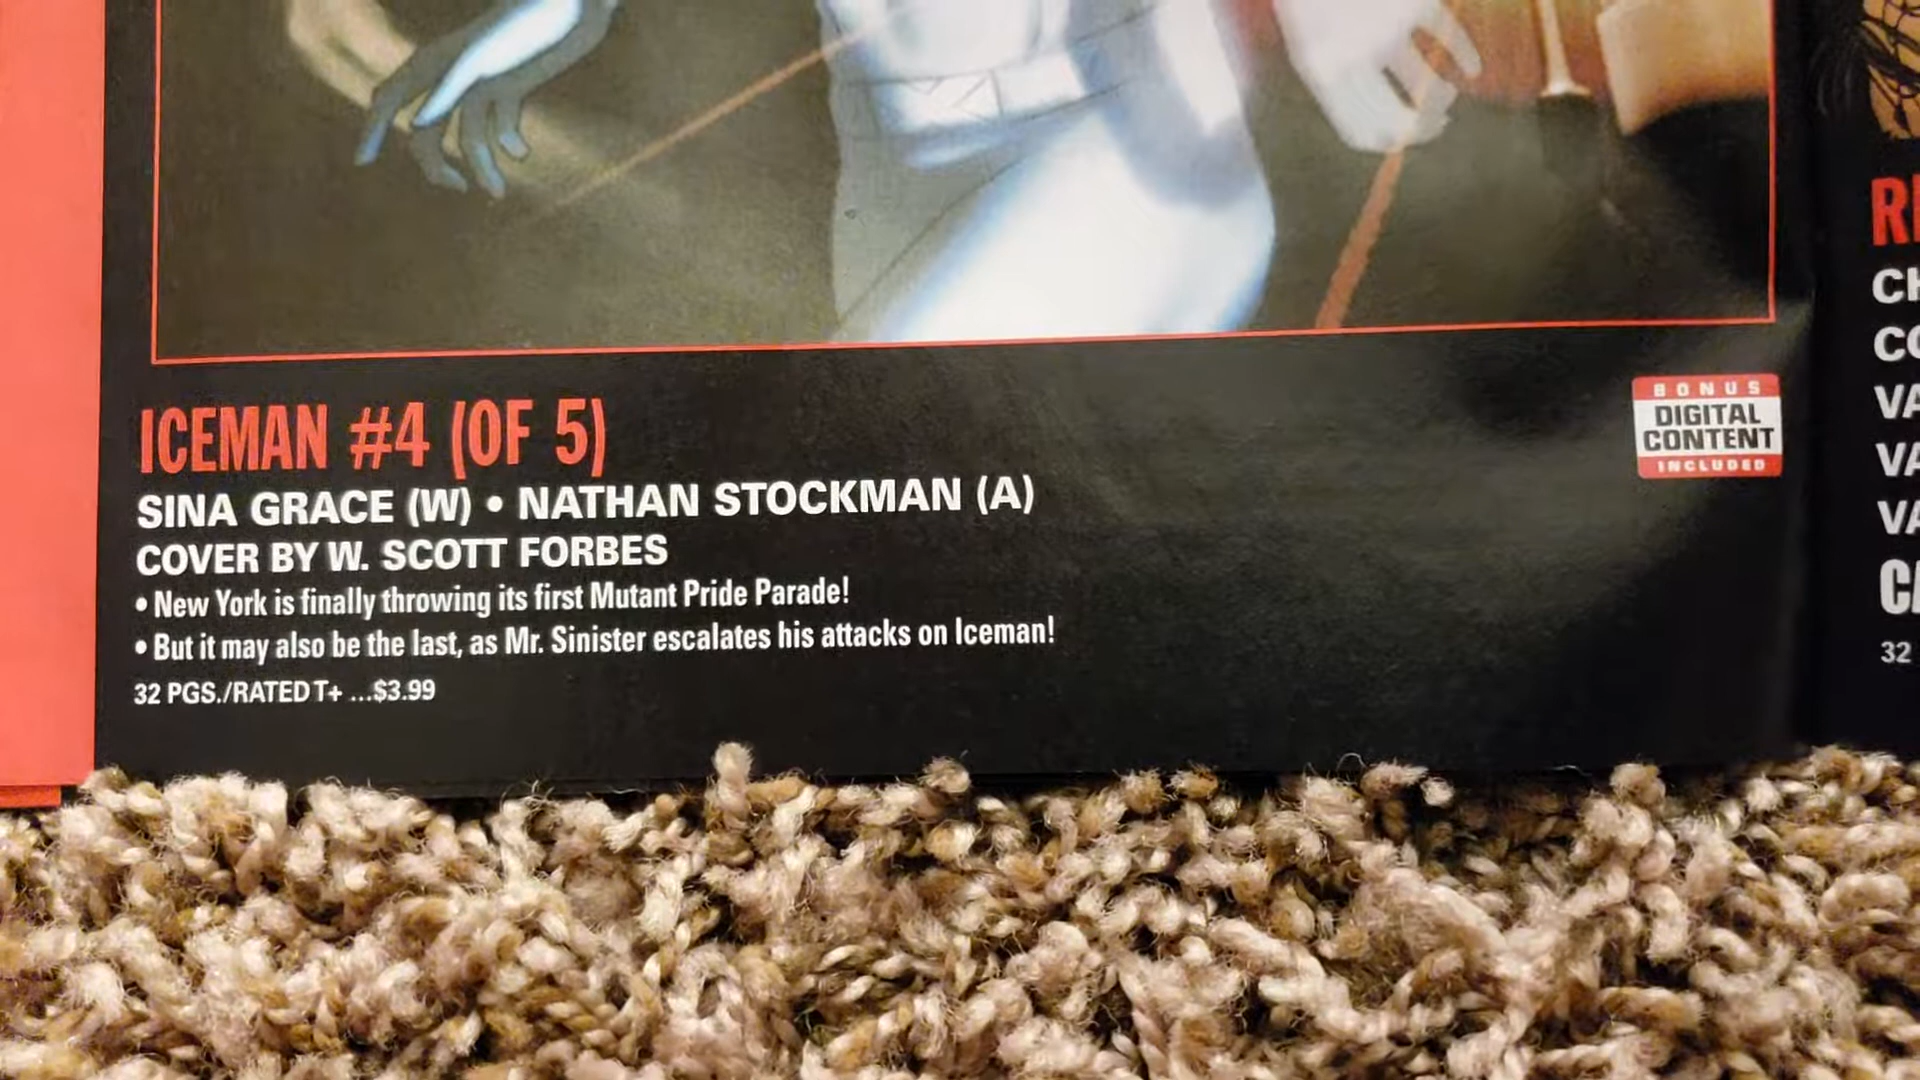 ICEMAN #4 (OF 5)
SINA GRACE (W) • NATHAN STOCKMAN (A)
COVER BY W. SCOTT FORBES
• New York is finally throwing its first Mutant Pride Parade!
• But it may also be the last, as Mr. Sinister escalates his attacks on Iceman!
32 PGS./RATED T+ ...$3.99
BONUS
DIGITAL
CONTENT
INCLUDED
32